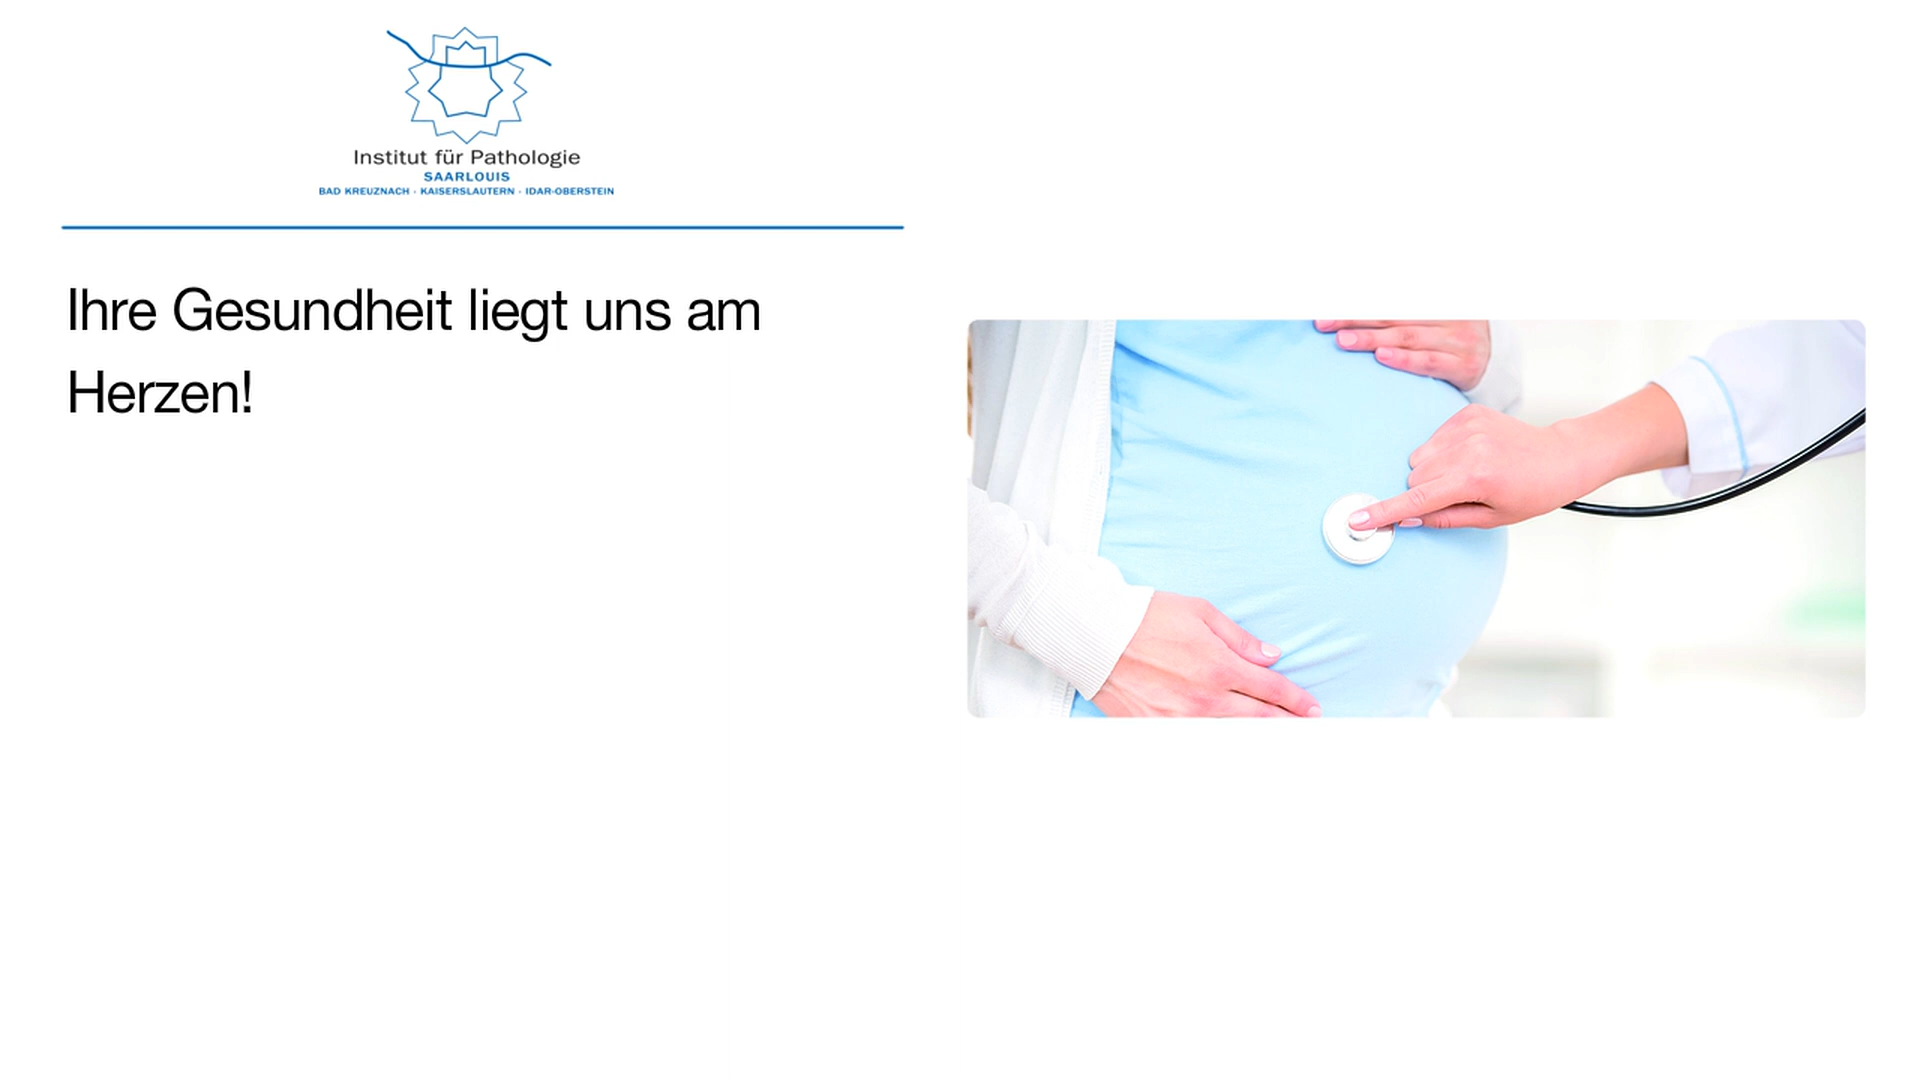 Institut für Pathologie
SAARLOUIS
BAD KREUZNACH · KAISERSLAUTERN · IDAR-OBERSTEIN
Ihre Gesundheit liegt uns am
Herzen!